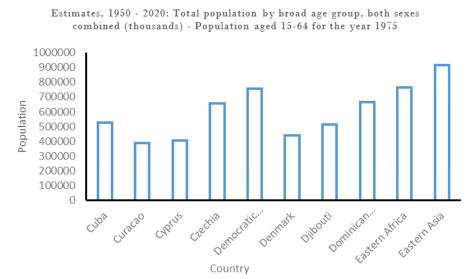 Estimates, 1950 - 2020: Total population by broad age group, both sexes
combined (thousands) - Population aged 15-64 for the year 1975
1000000
900000
800000
700000
600000
500000
400000
300000
200000
100000
0
Population
Cuba
Curacao
Cyprus
Czechia
Democratic...
Denmark
Djibouti
Dominican...
Eastern Africa
Eastern Asia
Country